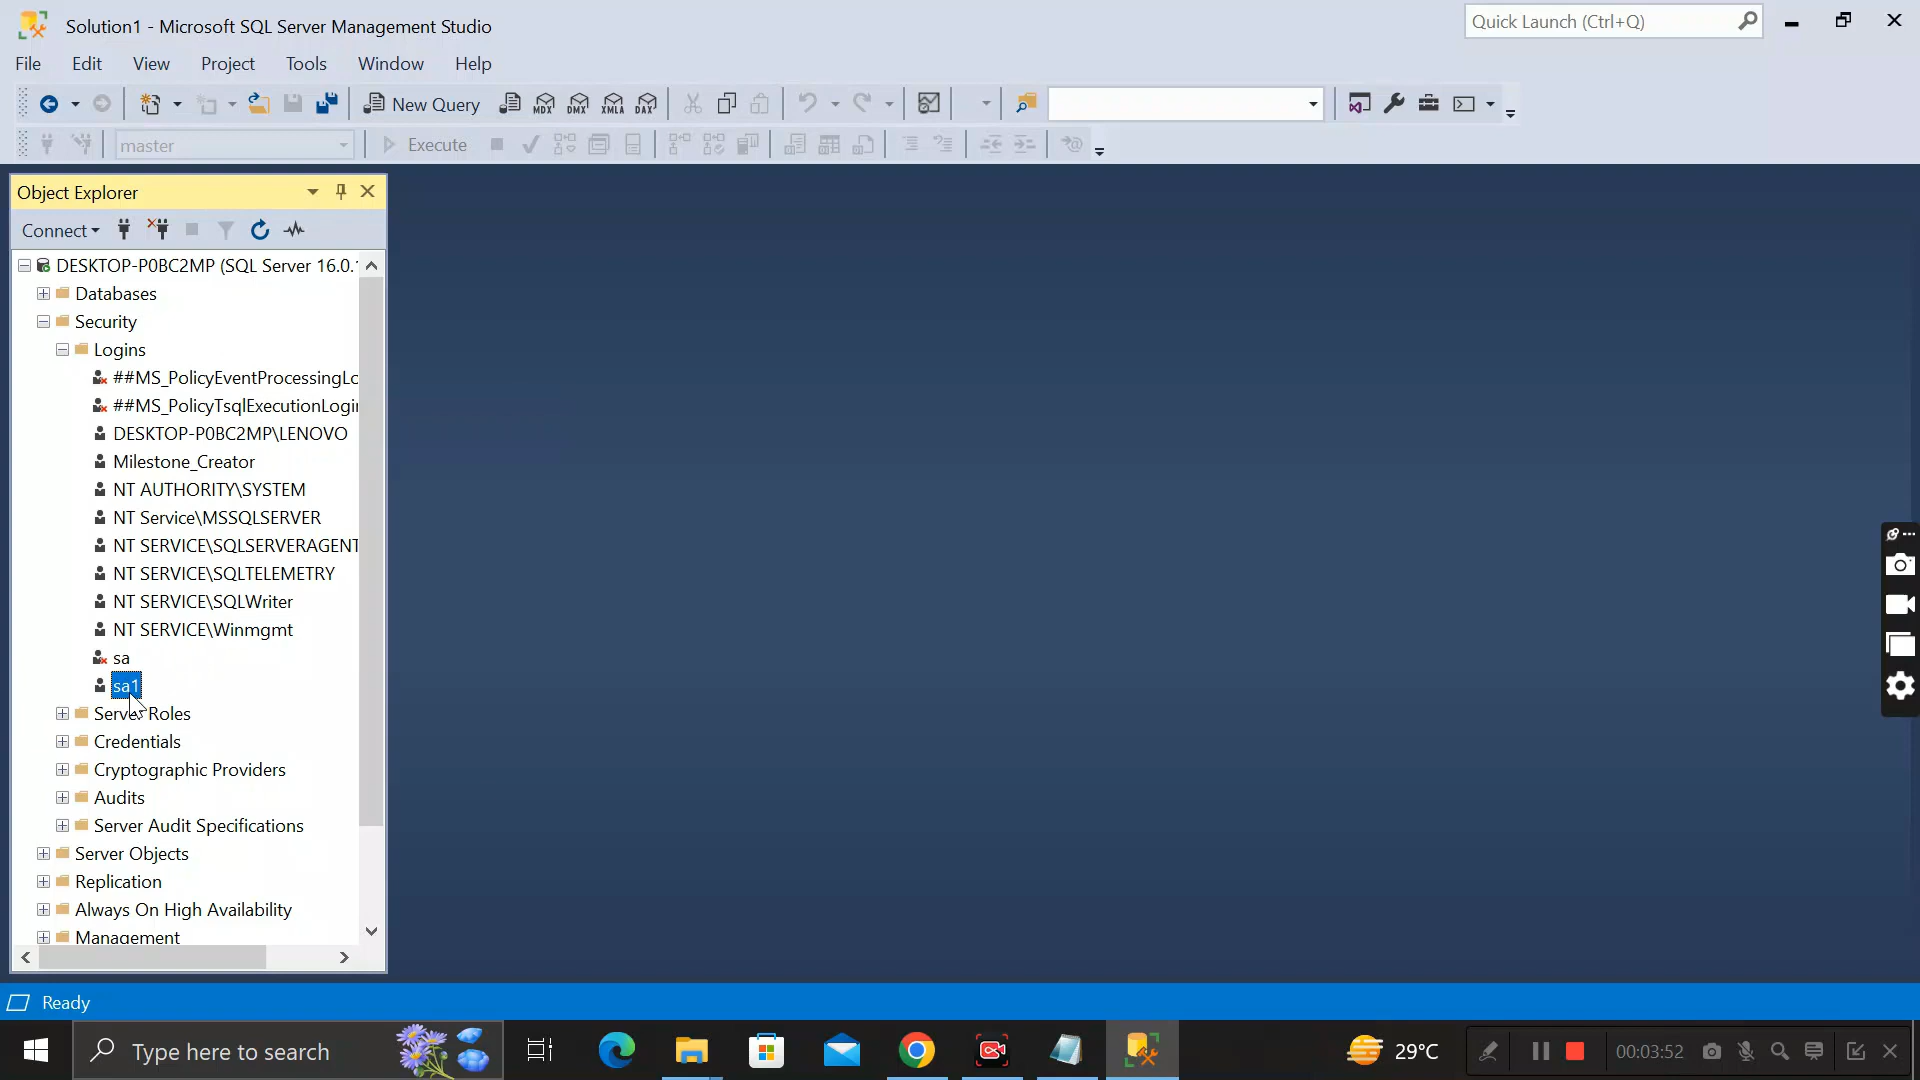 Solution1 - Microsoft SQL Server Management Studio
Quick Launch (Ctrl+Q)
File Edit View Project Tools Window Help
New Query MDX DMX XMLA DAX
master Execute
Object Explorer
Connect
DESKTOP-P0BC2MP (SQL Server 16.0.1
Databases
Security
Logins
##MS_PolicyEventProcessingLo
##MS_PolicyTsqlExecutionLogin
DESKTOP-P0BC2MP\LENOVO
Milestone_Creator
NT AUTHORITY\SYSTEM
NT Service\MSSQLSERVER
NT SERVICE\SQLSERVERAGENT
NT SERVICE\SQLTELEMETRY
NT SERVICE\SQLWriter
NT SERVICE\Winmgmt
sa
sa1
Server Roles
Credentials
Cryptographic Providers
Audits
Server Audit Specifications
Server Objects
Replication
Always On High Availability
Management
Ready
Type here to search
29°C
00:03:52